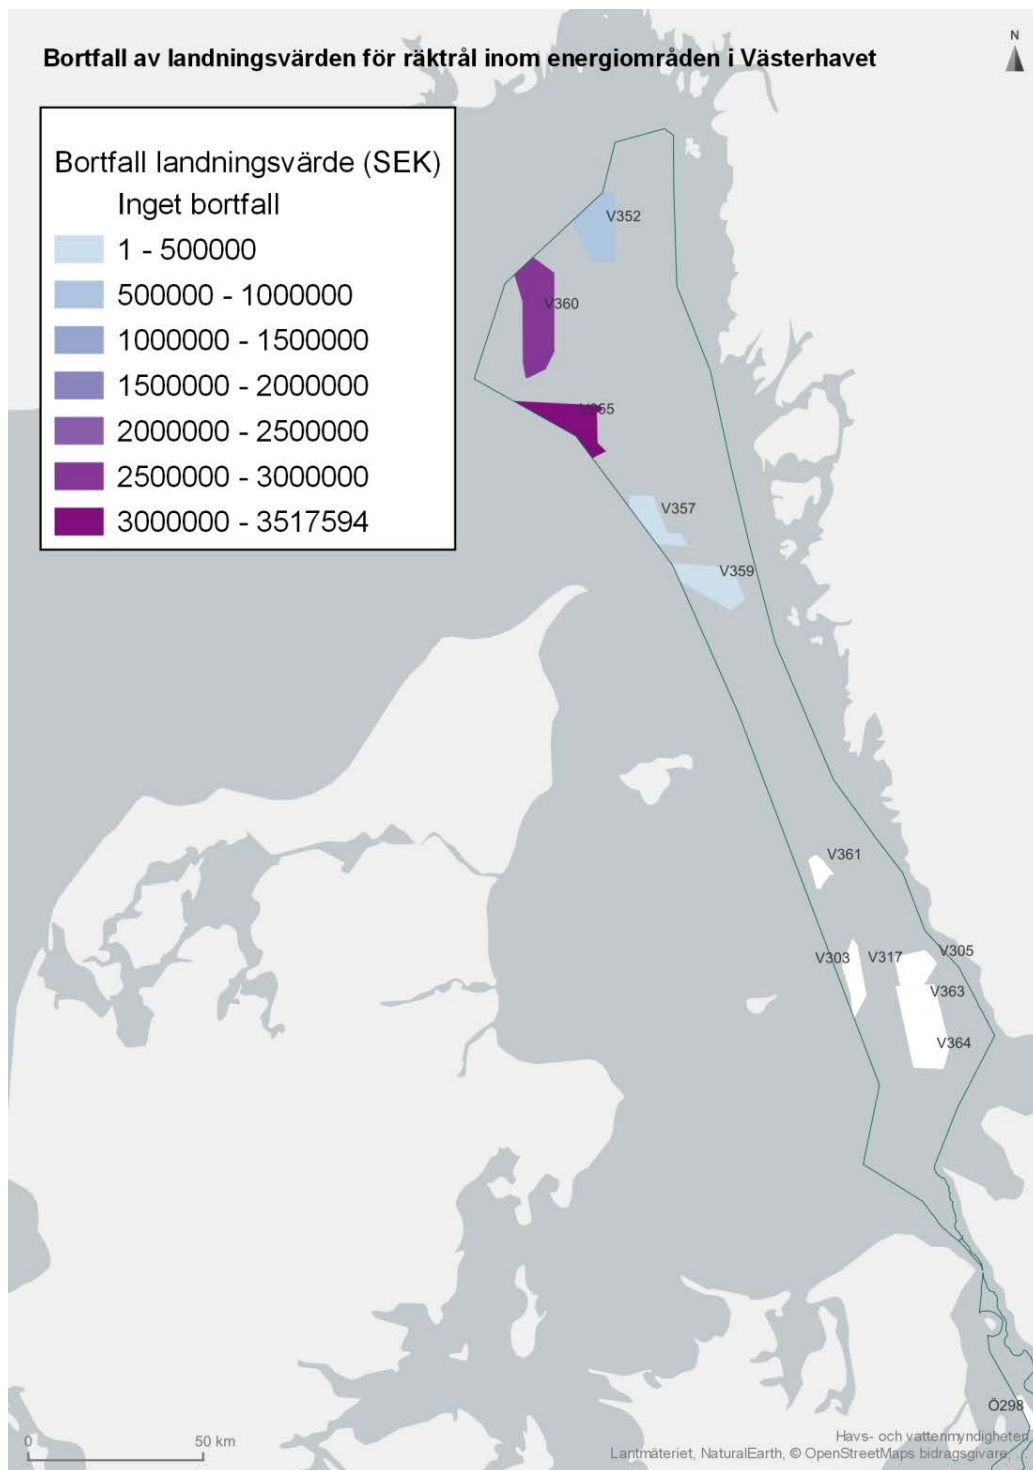 Bortfall av landningsvärden för räktrål inom energiområden i Västerhavet
N
Bortfall landningsvärde (SEK)
Inget bortfall
1 - 500000
500000 - 1000000
1000000 - 1500000
1500000 - 2000000
2000000 - 2500000
2500000 - 3000000
3000000 - 3517594
V352
V360
V355
V357
V359
V361
V303
V317
V305
V363
V364
Ö298
0
50 km
Havs- och vattenmyndigheten
Lantmäteriet, NaturalEarth, © OpenStreetMaps bidragsgivare, ...